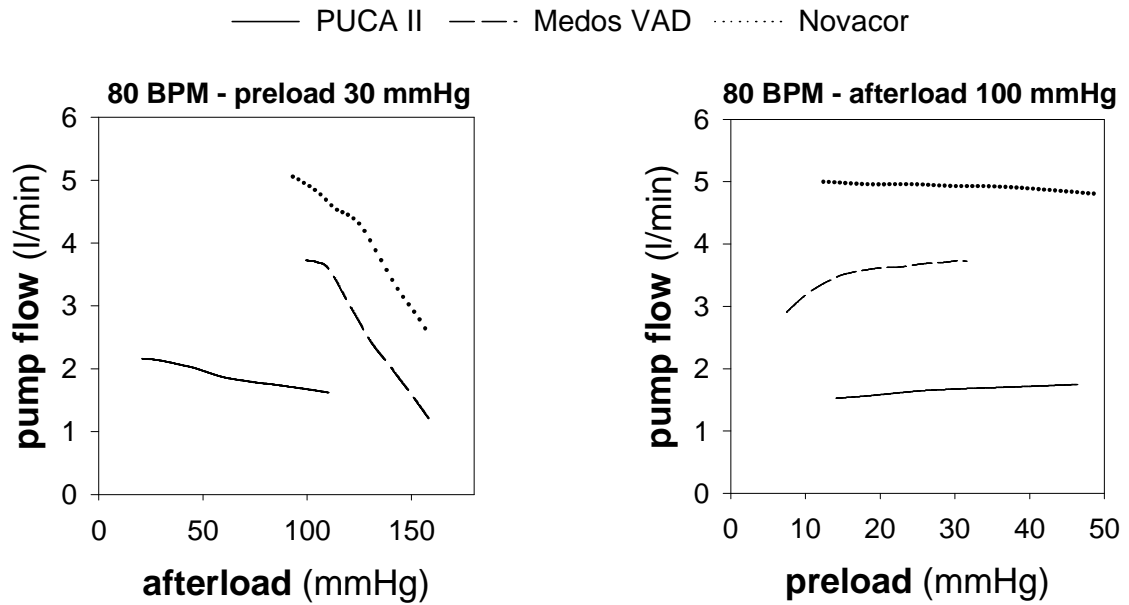 PUCA II Medos VAD Novacor
80 BPM - preload 30 mmHg
6
5
4
3
2
1
0
pump flow (l/min)
0 50 100 150
afterload (mmHg)
80 BPM - afterload 100 mmHg
6
5
4
3
2
1
0
pump flow (l/min)
0 10 20 30 40 50
preload (mmHg)